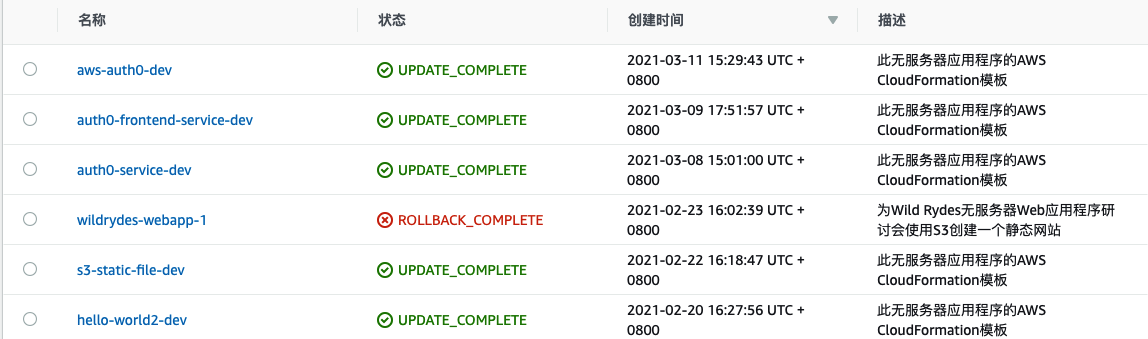 名称 状态 创建时间 描述
aws-auth0-dev UPDATE_COMPLETE 2021-03-11 15:29:43 UTC + 此无服务器应用程序的AWS
0800 CloudFormation模板
auth0-frontend-service-dev UPDATE_COMPLETE 2021-03-09 17:51:57 UTC + 此无服务器应用程序的AWS
0800 CloudFormation模板
auth0-service-dev UPDATE_COMPLETE 2021-03-08 15:01:00 UTC + 此无服务器应用程序的AWS
0800 CloudFormation模板
wildrydes-webapp-1 ROLLBACK_COMPLETE 2021-02-23 16:02:39 UTC + 为Wild Rydes无服务器Web应用程序研
0800 讨会使用S3创建一个静态网站
s3-static-file-dev UPDATE_COMPLETE 2021-02-22 16:18:47 UTC + 此无服务器应用程序的AWS
0800 CloudFormation模板
hello-world2-dev UPDATE_COMPLETE 2021-02-20 16:27:56 UTC + 此无服务器应用程序的AWS
0800 CloudFormation模板